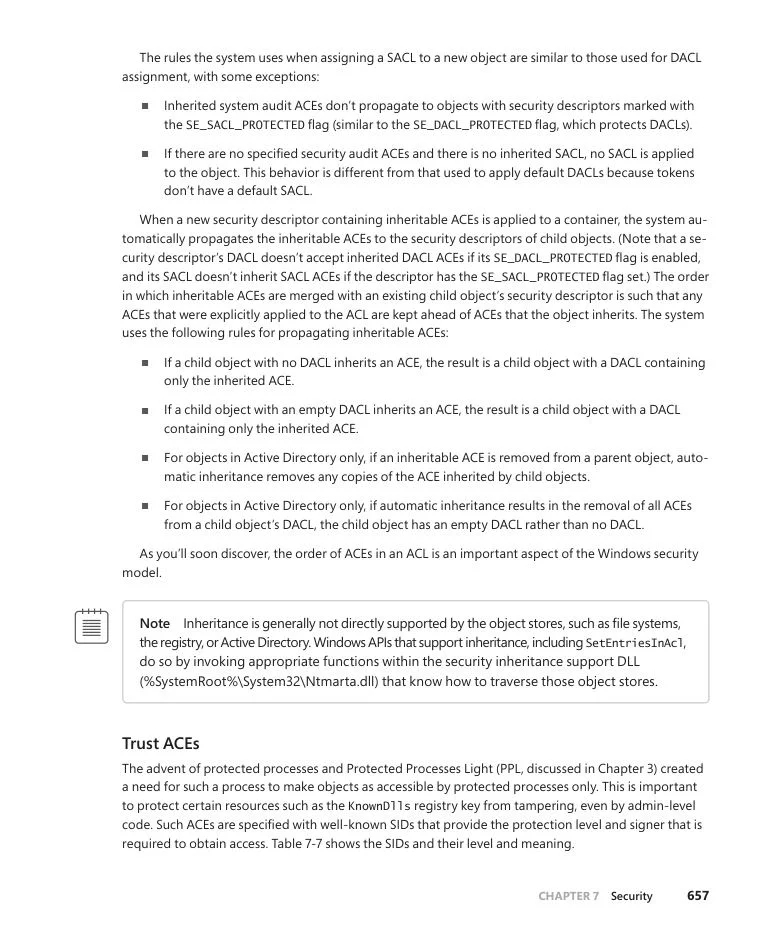 The rules the system uses when assigning a SACL to a new object are similar to those used for DACL
assignment, with some exceptions:
■ Inherited system audit ACEs don’t propagate to objects with security descriptors marked with
the SE_SACL_PROTECTED flag (similar to the SE_DACL_PROTECTED flag, which protects DACLs).
■ If there are no specified security audit ACEs and there is no inherited SACL, no SACL is applied
to the object. This behavior is different from that used to apply default DACLs because tokens
don’t have a default SACL.
When a new security descriptor containing inheritable ACEs is applied to a container, the system au-
tomatically propagates the inheritable ACEs to the security descriptors of child objects. (Note that a se-
curity descriptor’s DACL doesn’t accept inherited DACL ACEs if its SE_DACL_PROTECTED flag is enabled,
and its SACL doesn’t inherit SACL ACEs if the descriptor has the SE_SACL_PROTECTED flag set.) The order
in which inheritable ACEs are merged with an existing child object’s security descriptor is such that any
ACEs that were explicitly applied to the ACL are kept ahead of ACEs that the object inherits. The system
uses the following rules for propagating inheritable ACEs:
■ If a child object with no DACL inherits an ACE, the result is a child object with a DACL containing
only the inherited ACE.
■ If a child object with an empty DACL inherits an ACE, the result is a child object with a DACL
containing only the inherited ACE.
■ For objects in Active Directory only, if an inheritable ACE is removed from a parent object, auto-
matic inheritance removes any copies of the ACE inherited by child objects.
■ For objects in Active Directory only, if automatic inheritance results in the removal of all ACEs
from a child object’s DACL, the child object has an empty DACL rather than no DACL.
As you’ll soon discover, the order of ACEs in an ACL is an important aspect of the Windows security
model.
Note Inheritance is generally not directly supported by the object stores, such as file systems,
the registry, or Active Directory. Windows APIs that support inheritance, including SetEntriesInAcl,
do so by invoking appropriate functions within the security inheritance support DLL
(%SystemRoot%\System32\Ntmarta.dll) that know how to traverse those object stores.
Trust ACEs
The advent of protected processes and Protected Processes Light (PPL, discussed in Chapter 3) created
a need for such a process to make objects as accessible by protected processes only. This is important
to protect certain resources such as the KnownDlls registry key from tampering, even by admin-level
code. Such ACEs are specified with well-known SIDs that provide the protection level and signer that is
required to obtain access. Table 7-7 shows the SIDs and their level and meaning.
CHAPTER 7 Security 657